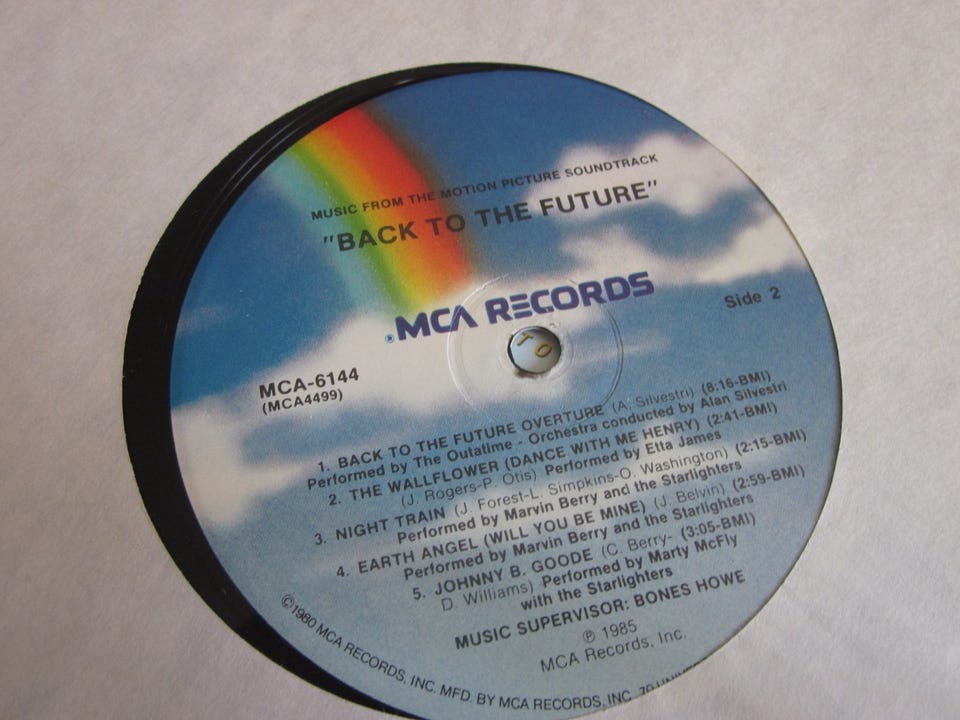 MUSIC FROM THE MOTION PICTURE SOUNDTRACK
"BACK TO THE FUTURE"
® MCA RECORDS
Side 2
TO
MCA-6144
(MCA4499)
1. BACK TO THE FUTURE OVERTURE (A. Silvestri) (8:16-BMI)
Performed by The Outatime - Orchestra conducted by Alan Silvestri
2. THE WALLFLOWER (DANCE WITH ME HENRY) (2:41-BMI)
(J. Rogers-P. Otis) Performed by Etta James
3. NIGHT TRAIN (J. Forest-L. Simpkins-O. Washington) (2:15-BMI)
Performed by Marvin Berry and the Starlighters
4. EARTH ANGEL (WILL YOU BE MINE) (J. Belvin) (2:59-BMI)
Performed by Marvin Berry and the Starlighters
5. JOHNNY B. GOODE (C. Berry- (3:05-BMI)
D. Williams) Performed by Marty McFly
with the Starlighters
MUSIC SUPERVISOR: BONES HOWE
℗ 1985
MCA Records, Inc.
©1980 MCA RECORDS, INC. MFD. BY MCA RECORDS, INC. 70